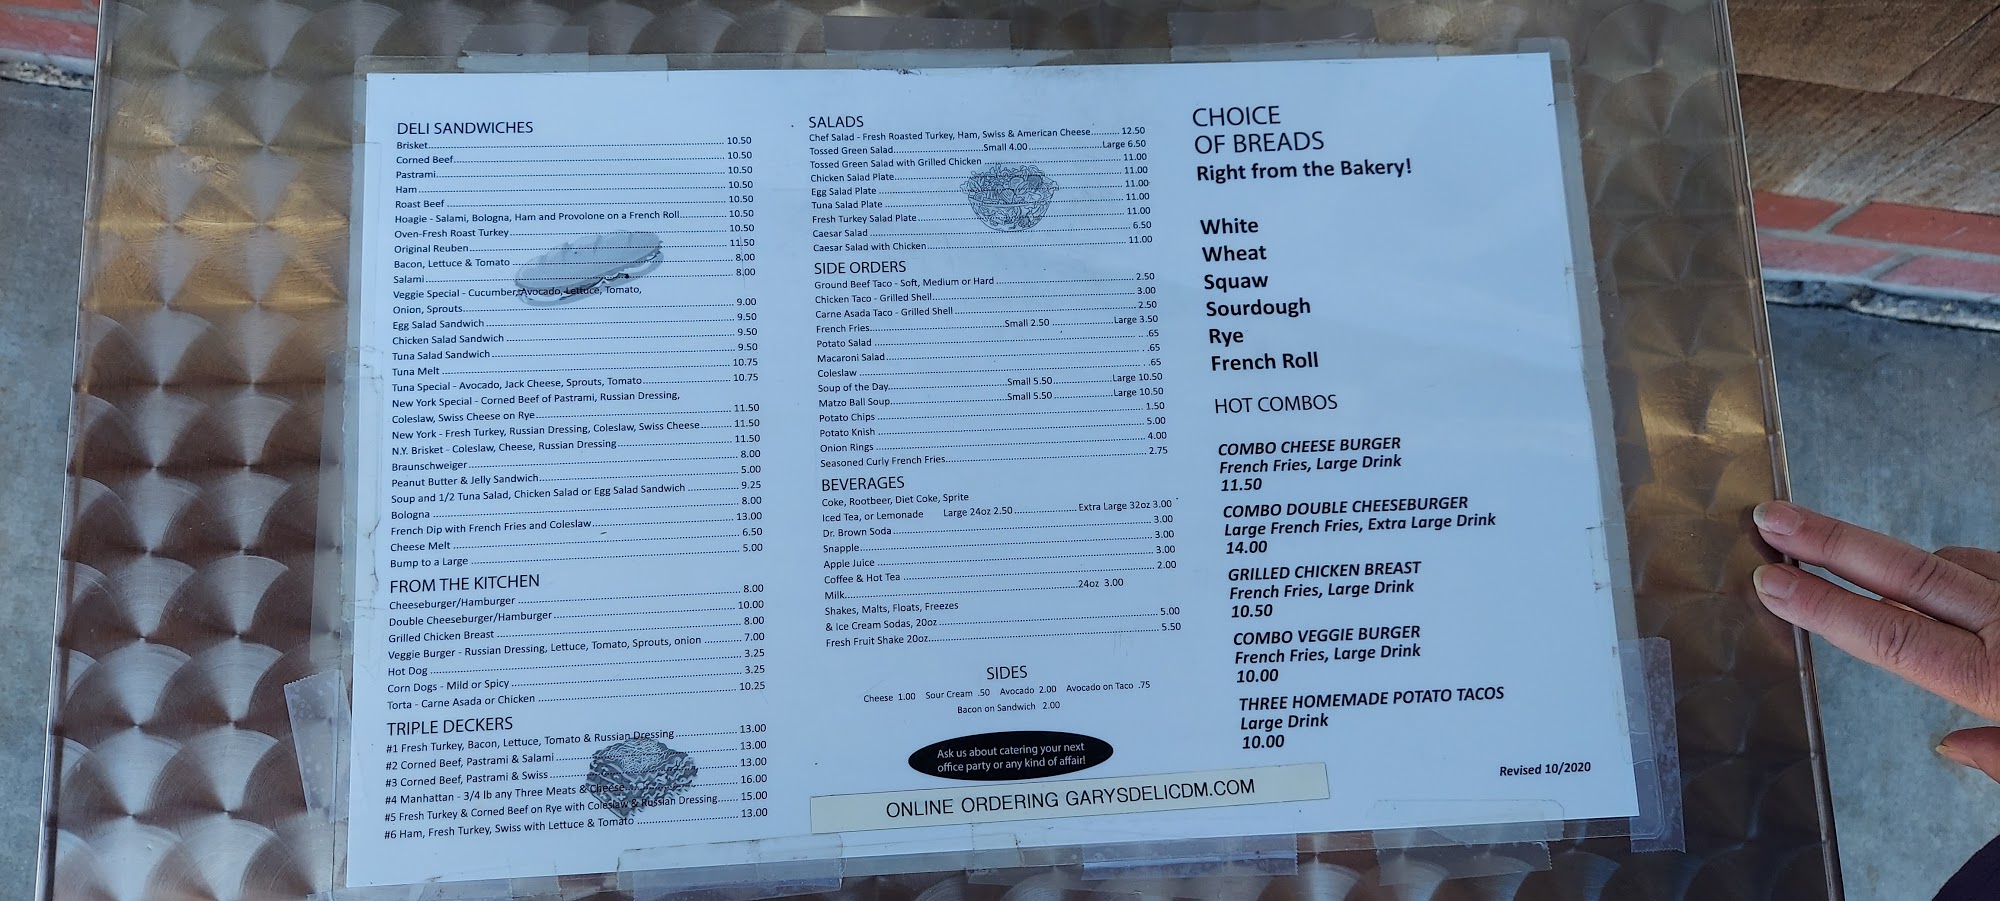 DELI SANDWICHES
Brisket 10.50
Corned Beef 10.50
Pastrami 10.50
Ham 10.50
Roast Beef 10.50
Hoagie - Salami, Bologna, Ham and Provolone on a French Roll 10.50
Oven-Fresh Roast Turkey 10.50
Original Reuben 11.50
Bacon, Lettuce & Tomato 8.00
Salami 8.00
Veggie Special - Cucumber, Avocado, Lettuce, Tomato,
Onion, Sprouts 9.00
Egg Salad Sandwich 9.50
Chicken Salad Sandwich 9.50
Tuna Salad Sandwich 9.50
Tuna Melt 10.75
Tuna Special - Avocado, Jack Cheese, Sprouts, Tomato 10.75
New York Special - Corned Beef of Pastrami, Russian Dressing,
Coleslaw, Swiss Cheese on Rye 11.50
New York - Fresh Turkey, Russian Dressing, Coleslaw, Swiss Cheese 11.50
N.Y. Brisket - Coleslaw, Cheese, Russian Dressing 11.50
Braunschweiger 8.00
Peanut Butter & Jelly Sandwich 5.00
Soup and 1/2 Tuna Salad, Chicken Salad or Egg Salad Sandwich 9.25
Bologna 8.00
French Dip with French Fries and Coleslaw 13.00
Cheese Melt 6.50
Bump to a Large 5.00
FROM THE KITCHEN
Cheeseburger/Hamburger 8.00
Double Cheeseburger/Hamburger 10.00
Grilled Chicken Breast 8.00
Veggie Burger - Russian Dressing, Lettuce, Tomato, Sprouts, onion 7.00
Hot Dog 3.25
Corn Dogs - Mild or Spicy 3.25
Torta - Carne Asada or Chicken 10.25
TRIPLE DECKERS
#1 Fresh Turkey, Bacon, Lettuce, Tomato & Russian Dressing 13.00
#2 Corned Beef, Pastrami & Salami 13.00
#3 Corned Beef, Pastrami & Swiss 13.00
#4 Manhattan - 3/4 lb any Three Meats & Cheese 16.00
#5 Fresh Turkey & Corned Beef on Rye with Coleslaw & Russian Dressing 15.00
#6 Ham, Fresh Turkey, Swiss with Lettuce & Tomato 13.00
SALADS
Chef Salad - Fresh Roasted Turkey, Ham, Swiss & American Cheese 12.50
Tossed Green Salad Small 4.00 Large 6.50
Tossed Green Salad with Grilled Chicken 11.00
Chicken Salad Plate 11.00
Egg Salad Plate 11.00
Tuna Salad Plate 11.00
Fresh Turkey Salad Plate 11.00
Caesar Salad 6.50
Caesar Salad with Chicken 11.00
SIDE ORDERS
Ground Beef Taco - Soft, Medium or Hard 2.50
Chicken Taco - Grilled Shell 3.00
Carne Asada Taco - Grilled Shell 2.50
French Fries Small 2.50 Large 3.50
Potato Salad .65
Macaroni Salad .65
Coleslaw .65
Soup of the Day Small 5.50 Large 10.50
Matzo Ball Soup Small 5.50 Large 10.50
Potato Chips 1.50
Potato Knish 5.00
Onion Rings 4.00
Seasoned Curly French Fries 2.75
BEVERAGES
Coke, Rootbeer, Diet Coke, Sprite
Iced Tea, or Lemonade Large 24oz 2.50 Extra Large 32oz 3.00
Dr. Brown Soda 3.00
Snapple 3.00
Apple Juice 3.00
Coffee & Hot Tea 2.00
Milk 24oz 3.00
Shakes, Malts, Floats, Freezes
& Ice Cream Sodas, 20oz 5.00
Fresh Fruit Shake 20oz 5.50
SIDES
Cheese 1.00 Sour Cream .50 Avocado 2.00 Avocado on Taco .75
Bacon on Sandwich 2.00
Ask us about catering your next
office party or any kind of affair!
ONLINE ORDERING GARYSDELICDM.COM
CHOICE
OF BREADS
Right from the Bakery!
White
Wheat
Squaw
Sourdough
Rye
French Roll
HOT COMBOS
COMBO CHEESE BURGER
French Fries, Large Drink
11.50
COMBO DOUBLE CHEESEBURGER
Large French Fries, Extra Large Drink
14.00
GRILLED CHICKEN BREAST
French Fries, Large Drink
10.50
COMBO VEGGIE BURGER
French Fries, Large Drink
10.00
THREE HOMEMADE POTATO TACOS
Large Drink
10.00
Revised 10/2020